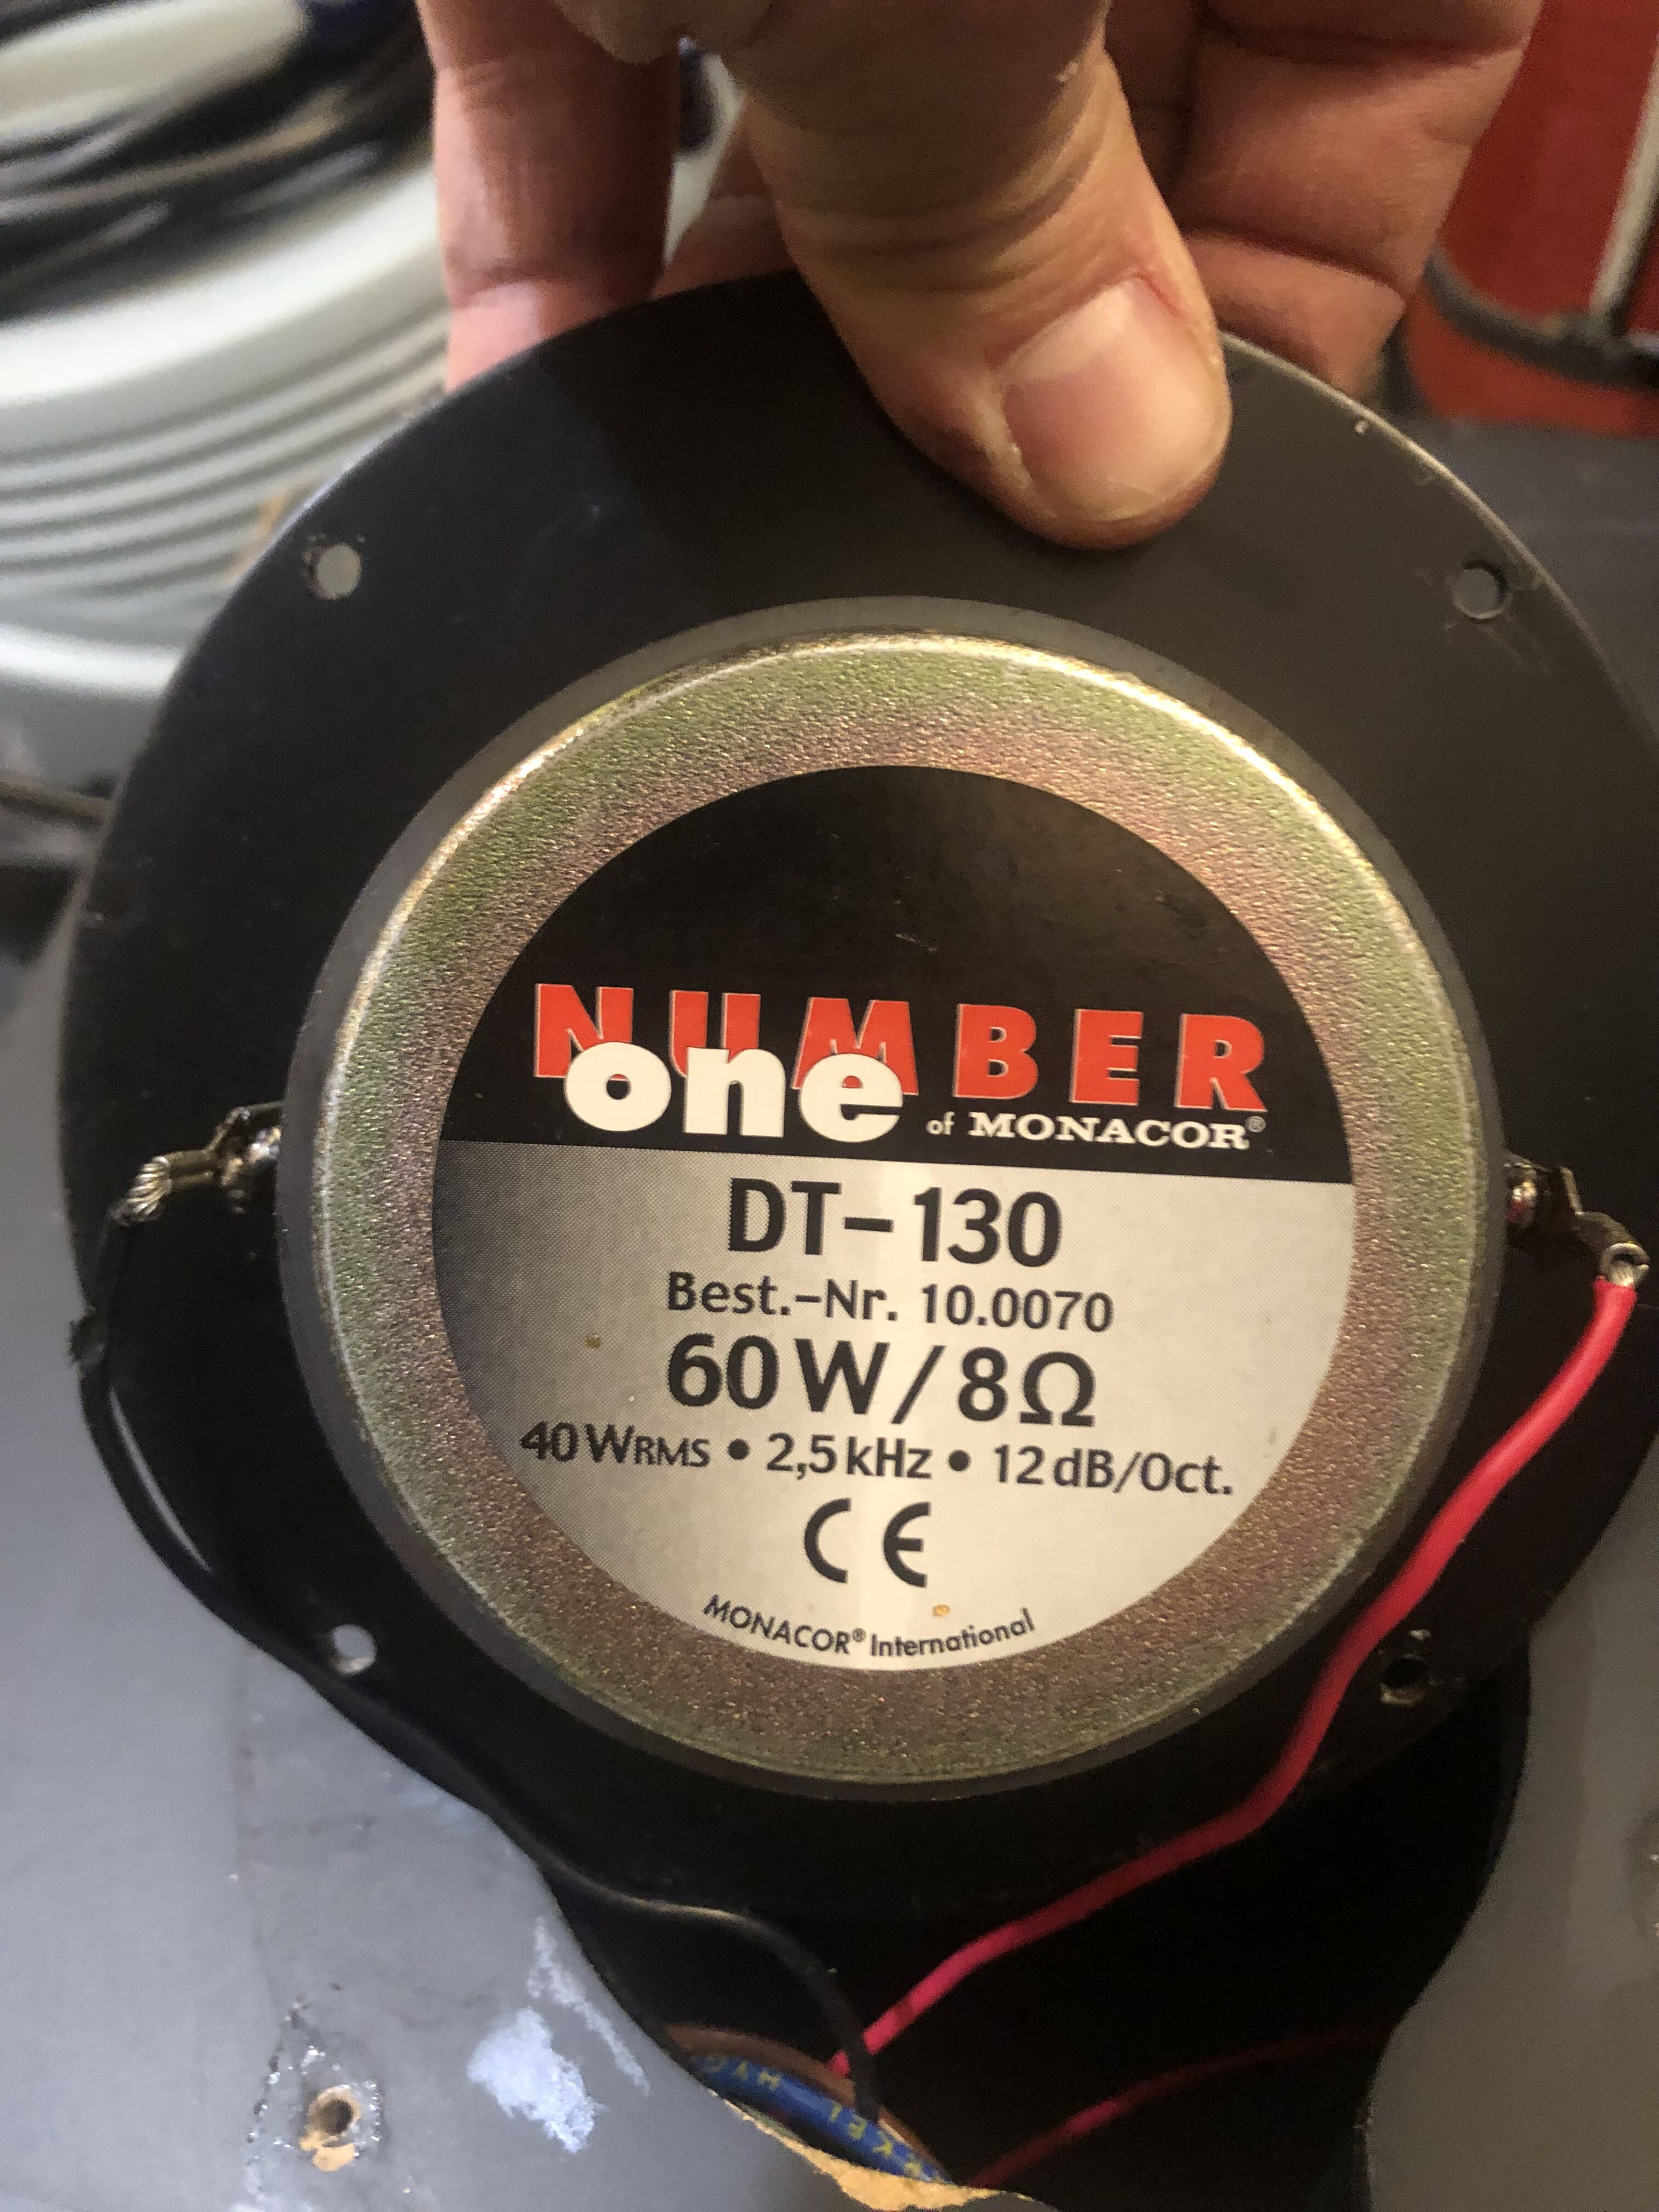 NUMBER
one of MONACOR®
DT-130
Best.-Nr. 10.0070
60 W/8Ω
40 WRMS • 2,5 kHz • 12 dB/Oct.
CE
MONACOR® International